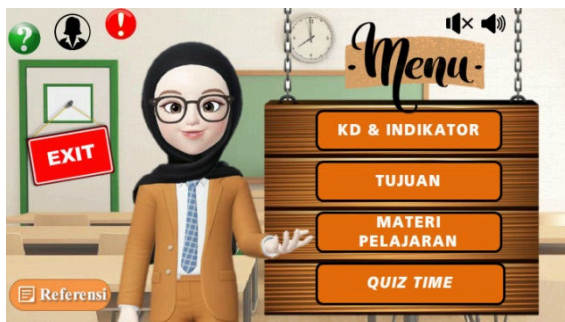 ?
!
Menu
KD & INDIKATOR
EXIT
TUJUAN
MATERI
PELAJARAN
QUIZ TIME
Referensi